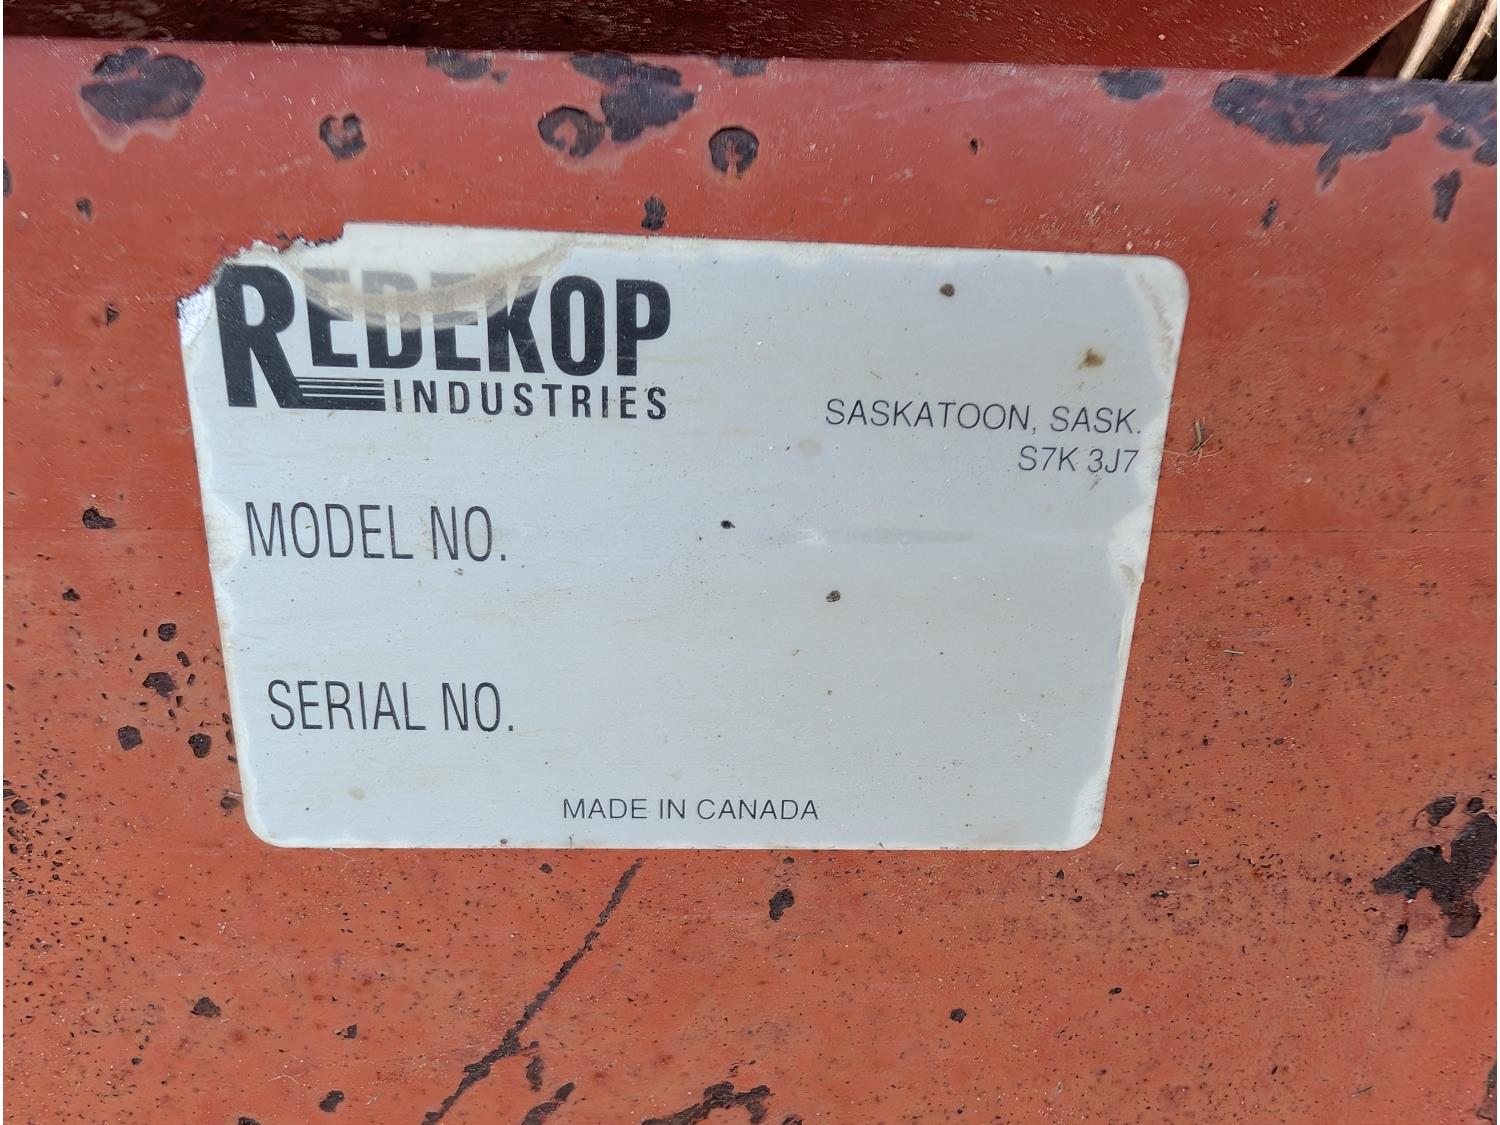 REDEKOP
INDUSTRIES
SASKATOON, SASK.
S7K 3J7
MODEL NO.
SERIAL NO.
MADE IN CANADA